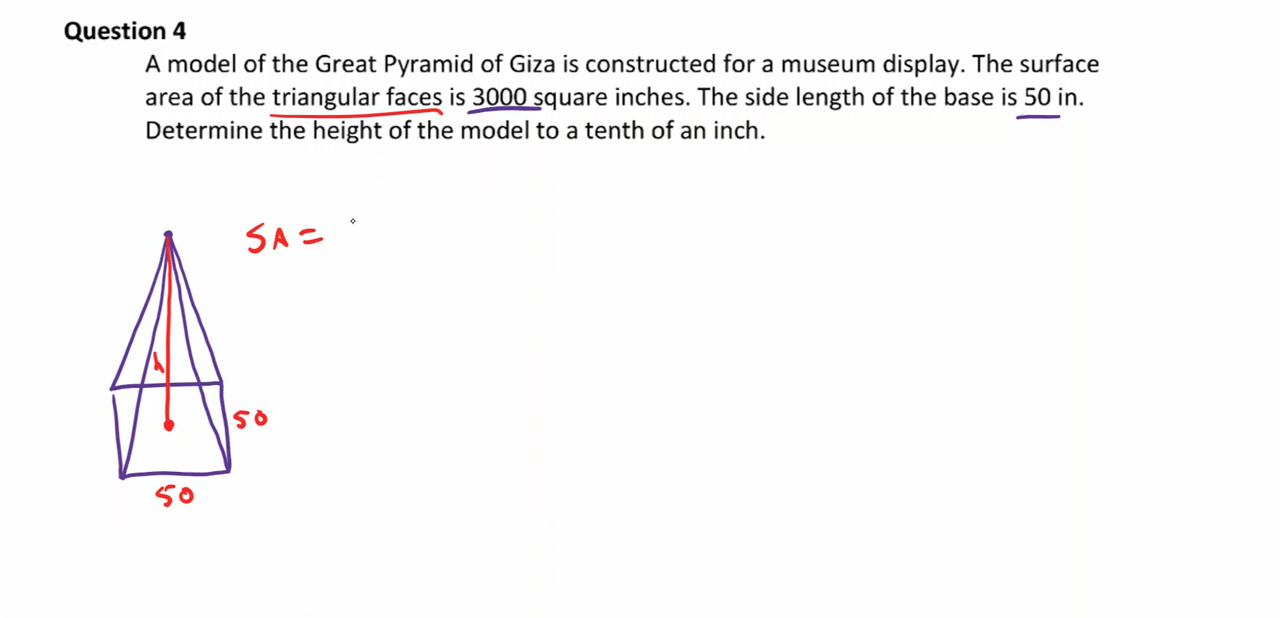 Question 4
A model of the Great Pyramid of Giza is constructed for a museum display. The surface
area of the triangular faces is 3000 square inches. The side length of the base is 50 in.
Determine the height of the model to a tenth of an inch.
SA =
h
50
50